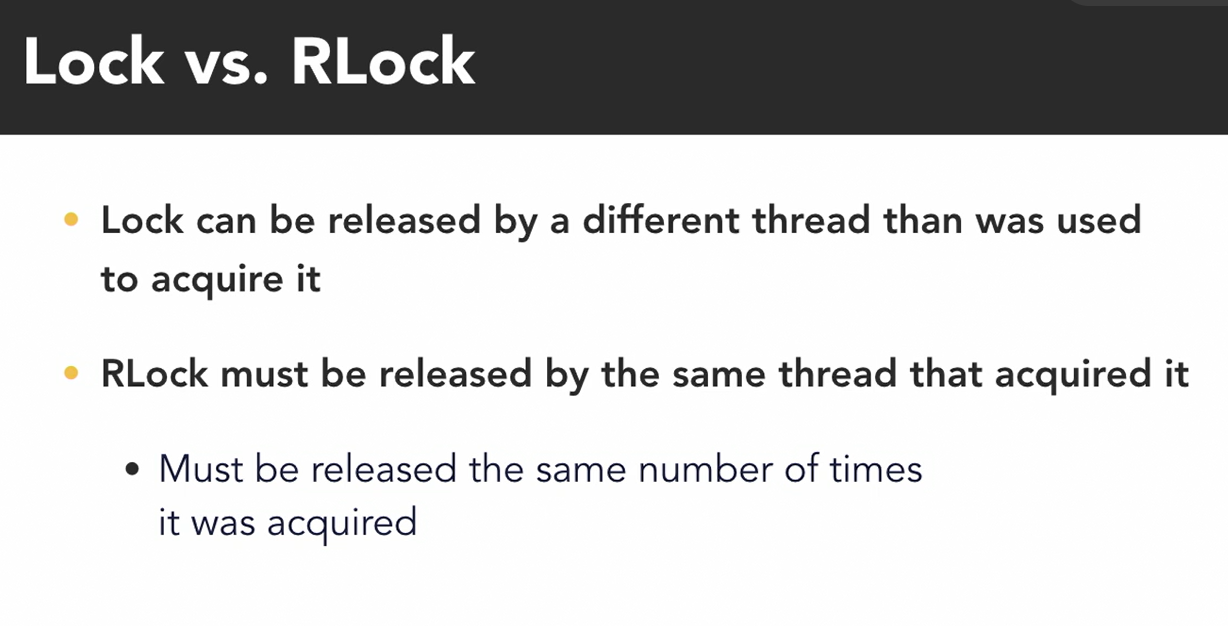 Lock vs. RLock
• Lock can be released by a different thread than was used
to acquire it
• RLock must be released by the same thread that acquired it
• Must be released the same number of times
it was acquired